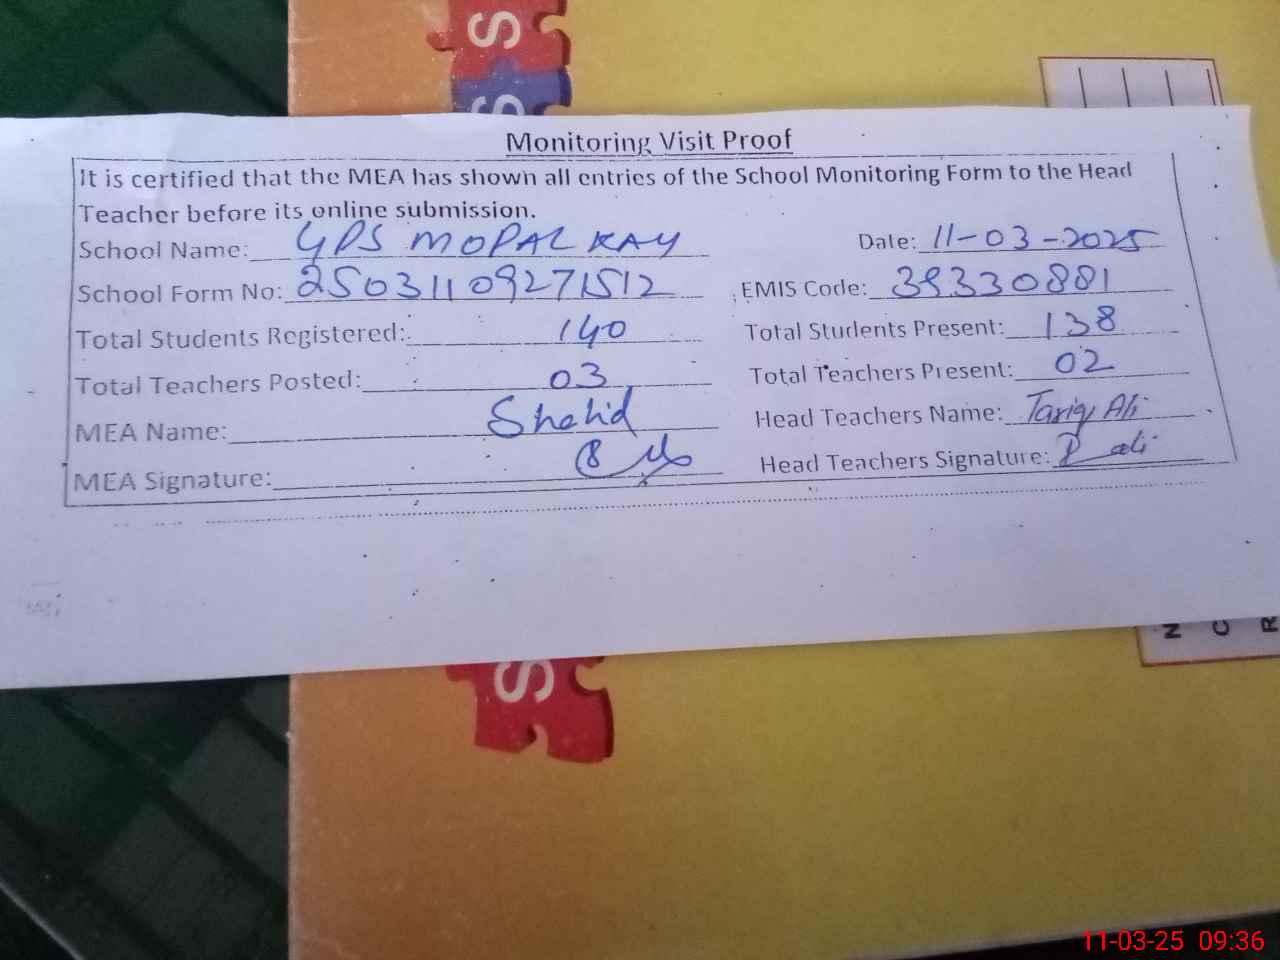 S
S
Monitoring Visit Proof
It is certified that the MEA has shown all entries of the School Monitoring Form to the Head
Teacher before its online submission.
School Name: GPS MOPAL KAY Date: 11-03-2025
School Form No: 25031109271512 EMIS Code: 39330881
Total Students Registered: 140 Total Students Present: 138
Total Teachers Posted: 03 Total Teachers Present: 02
MEA Name: Shahid Head Teachers Name: Tariq Ali
MEA Signature: Head Teachers Signature:
S
N
C
R
11-03-25 09:36